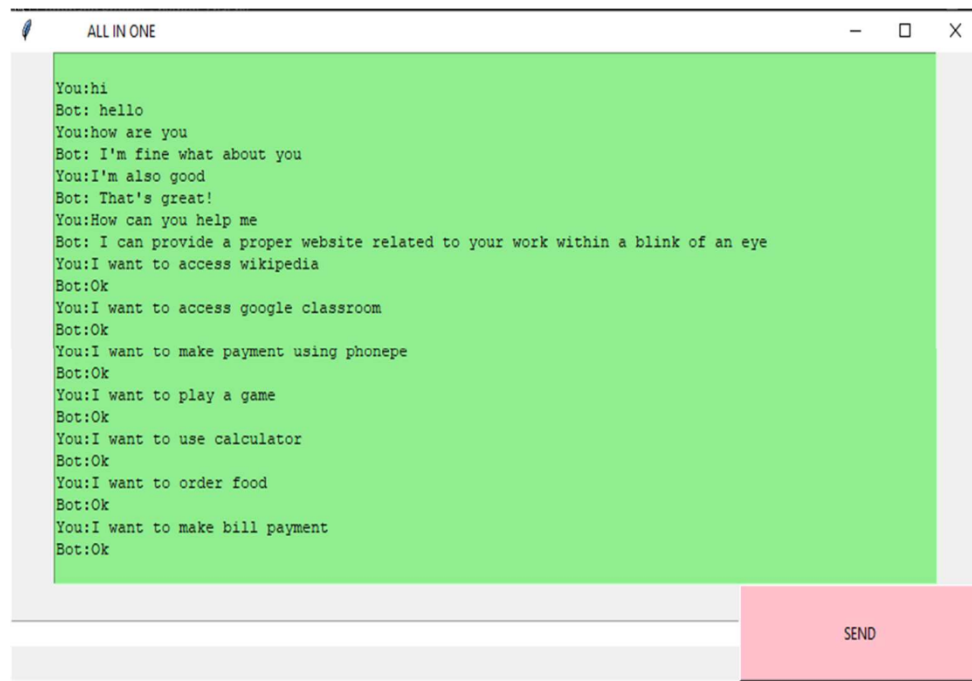 ALL IN ONE
You:hi
Bot: hello
You:how are you
Bot: I'm fine what about you
You:I'm also good
Bot: That's great!
You:How can you help me
Bot: I can provide a proper website related to your work within a blink of an eye
You:I want to access wikipedia
Bot:Ok
You:I want to access google classroom
Bot:Ok
You:I want to make payment using phonepe
Bot:Ok
You:I want to play a game
Bot:Ok
You:I want to use calculator
Bot:Ok
You:I want to order food
Bot:Ok
You:I want to make bill payment
Bot:Ok
SEND